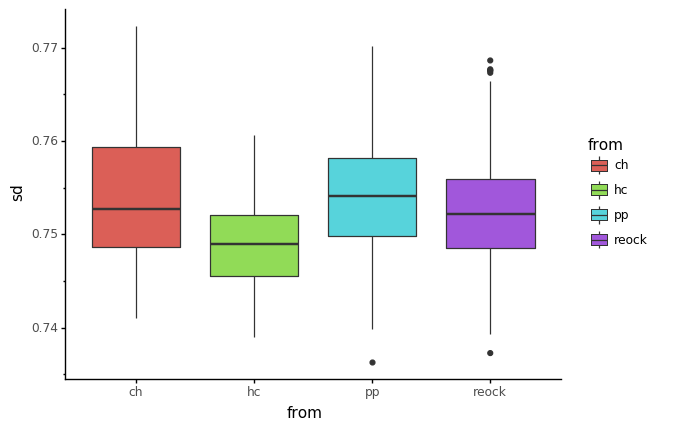 0.77
0.76
0.75
0.74
sd
ch hc pp reock
from
from
ch
hc
pp
reock